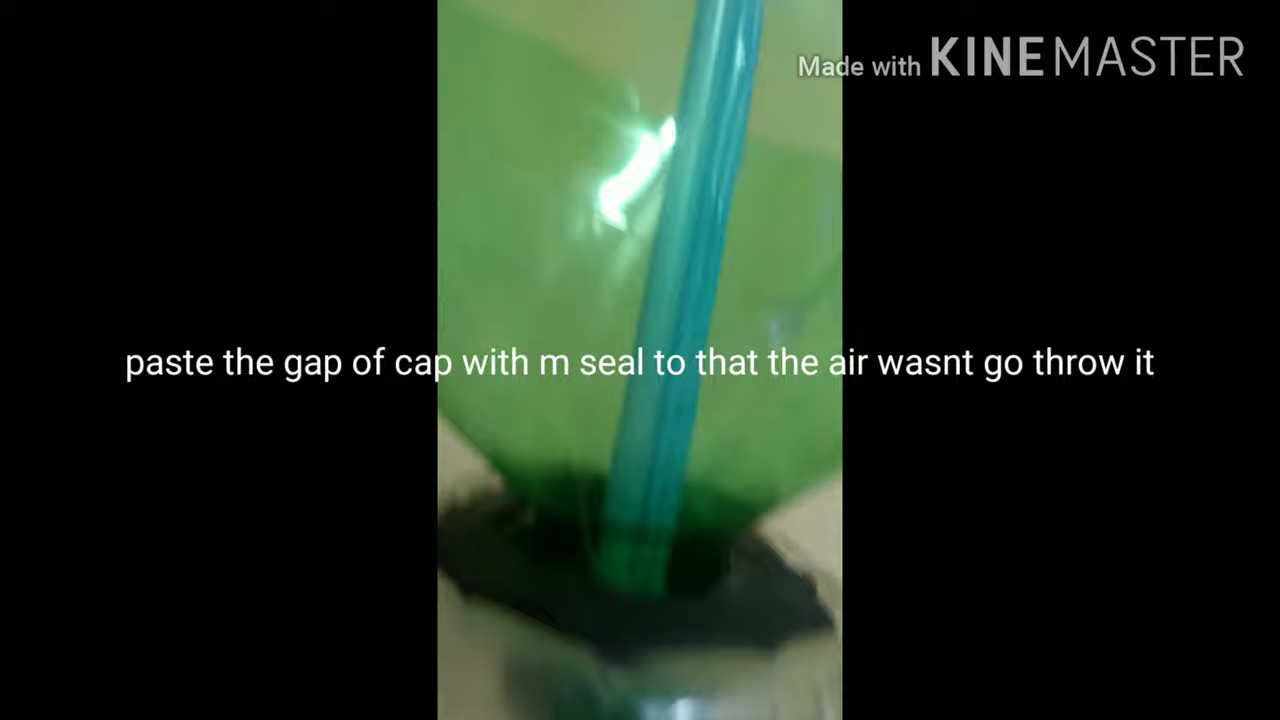 Made with KINEMASTER
paste the gap of cap with m seal to that the air wasnt go throw it